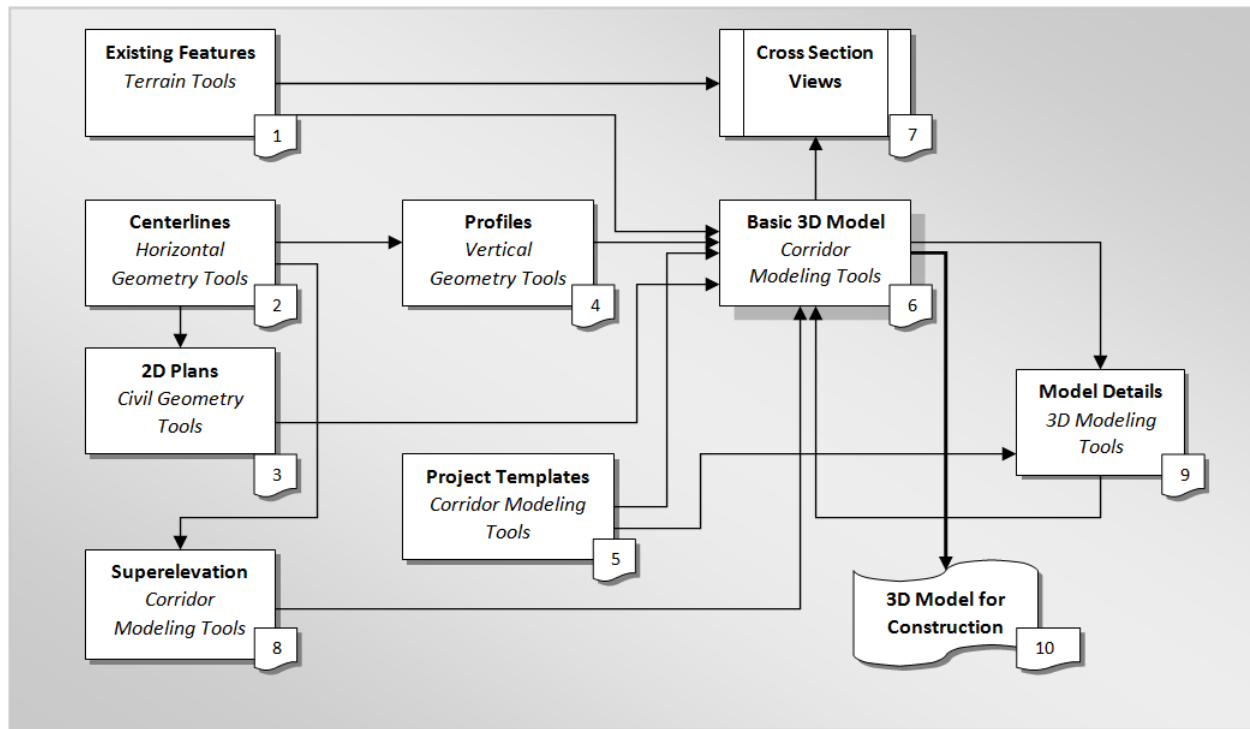 Existing Features
Terrain Tools
1
Cross Section
Views
7
Centerlines
Horizontal
Geometry Tools
2
Profiles
Vertical
Geometry Tools
4
Basic 3D Model
Corridor
Modeling Tools
6
2D Plans
Civil Geometry
Tools
3
Model Details
3D Modeling
Tools
9
Project Templates
Corridor Modeling
Tools
5
Superelevation
Corridor
Modeling Tools
8
3D Model for
Construction
10